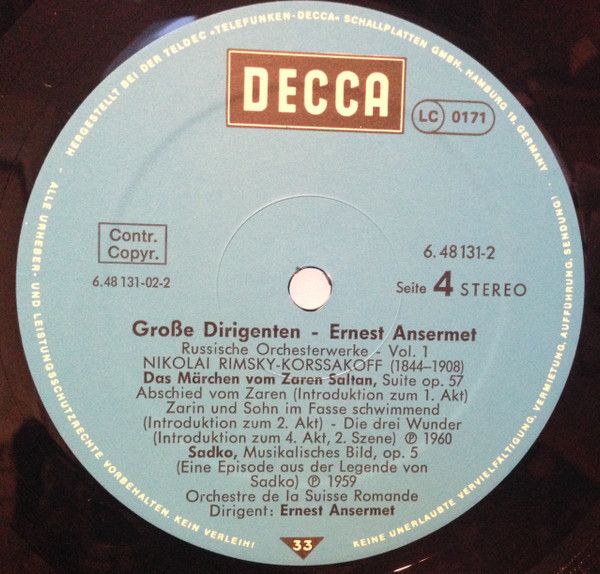 HERGESTELLT BEI DER TELDEC »TELEFUNKEN-DECCA« SCHALLPLATTEN GMBH., HAMBURG 19, GERMANY ·
DECCA
LC 0171
Contr.
Copyr.
6.48131-02-2
6.48131-2
Seite 4 STEREO
Große Dirigenten - Ernest Ansermet
Russische Orchesterwerke - Vol. 1
NIKOLAI RIMSKY-KORSSAKOFF (1844–1908)
Das Märchen vom Zaren Saltan, Suite op. 57
Abschied vom Zaren (Introduktion zum 1. Akt)
Zarin und Sohn im Fasse schwimmend
(Introduktion zum 2. Akt) - Die drei Wunder
(Introduktion zum 4. Akt, 2. Szene) ℗ 1960
Sadko, Musikalisches Bild, op. 5
(Eine Episode aus der Legende von
Sadko) ℗ 1959
Orchestre de la Suisse Romande
Dirigent: Ernest Ansermet
33
· ALLE URHEBER- UND LEISTUNGSSCHUTZRECHTE VORBEHALTEN. KEIN VERLEIH!
KEINE UNERLAUBTE VERVIELFÄLTIGUNG, VERMIETUNG, AUFFÜHRUNG, SENDUNG!